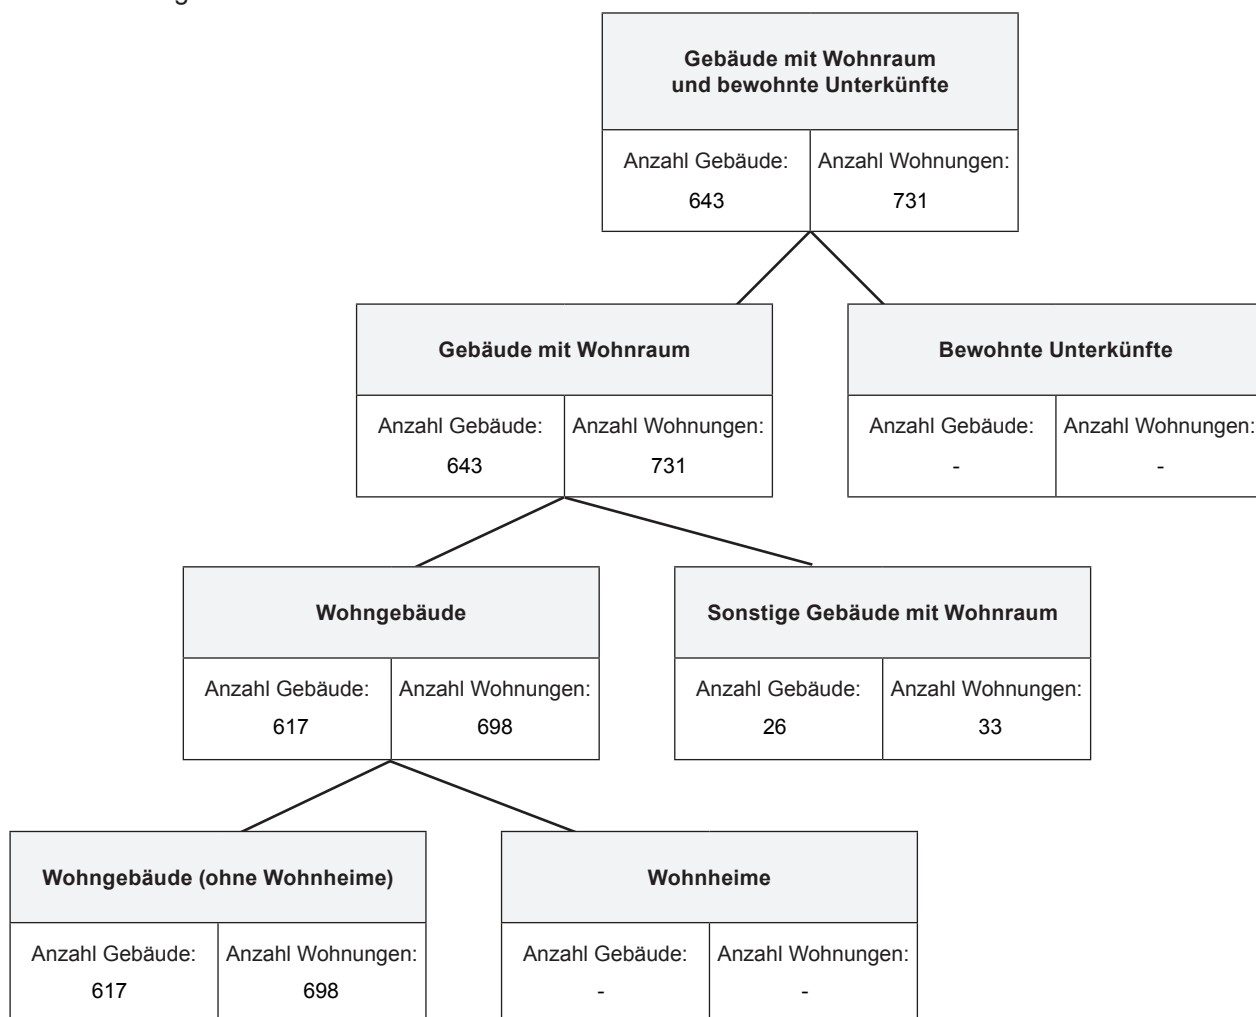 Gebäude mit Wohnraum
und bewohnte Unterkünfte
Anzahl Gebäude: Anzahl Wohnungen:
643 731
Gebäude mit Wohnraum Bewohnte Unterkünfte
Anzahl Gebäude: Anzahl Wohnungen: Anzahl Gebäude: Anzahl Wohnungen:
643 731 - -
Wohngebäude Sonstige Gebäude mit Wohnraum
Anzahl Gebäude: Anzahl Wohnungen: Anzahl Gebäude: Anzahl Wohnungen:
617 698 26 33
Wohngebäude (ohne Wohnheime) Wohnheime
Anzahl Gebäude: Anzahl Wohnungen: Anzahl Gebäude: Anzahl Wohnungen:
617 698 - -